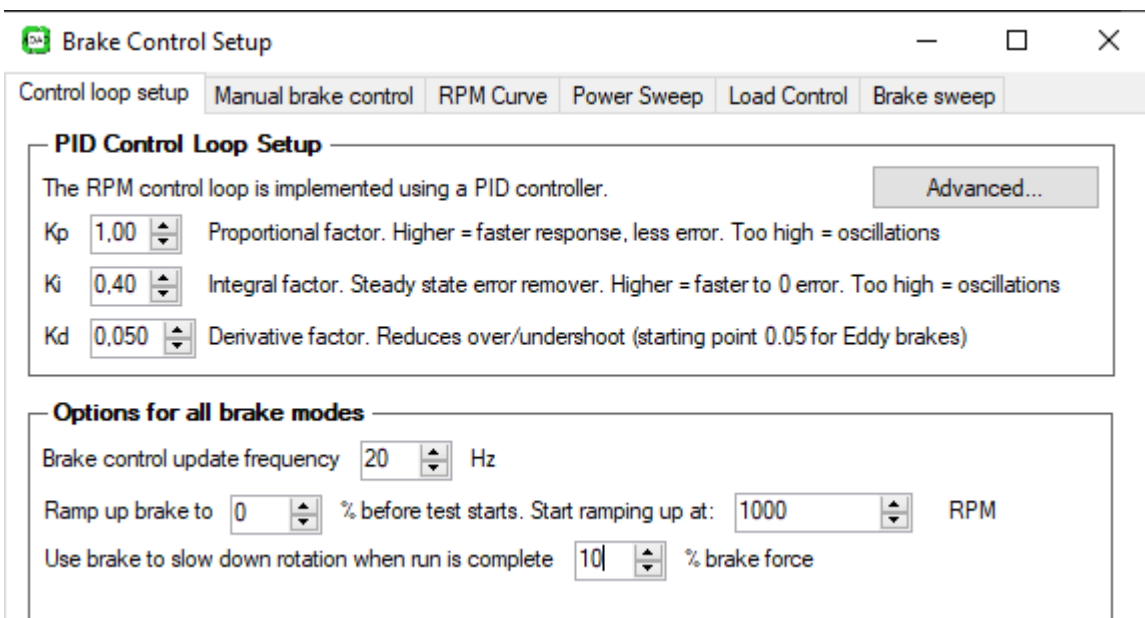 Brake Control Setup
Control loop setup Manual brake control RPM Curve Power Sweep Load Control Brake sweep
PID Control Loop Setup
The RPM control loop is implemented using a PID controller. Advanced...
Kp 1,00 Proportional factor. Higher = faster response, less error. Too high = oscillations
Ki 0,40 Integral factor. Steady state error remover. Higher = faster to 0 error. Too high = oscillations
Kd 0,050 Derivative factor. Reduces over/undershoot (starting point 0.05 for Eddy brakes)
Options for all brake modes
Brake control update frequency 20 Hz
Ramp up brake to 0 % before test starts. Start ramping up at: 1000 RPM
Use brake to slow down rotation when run is complete 10 % brake force